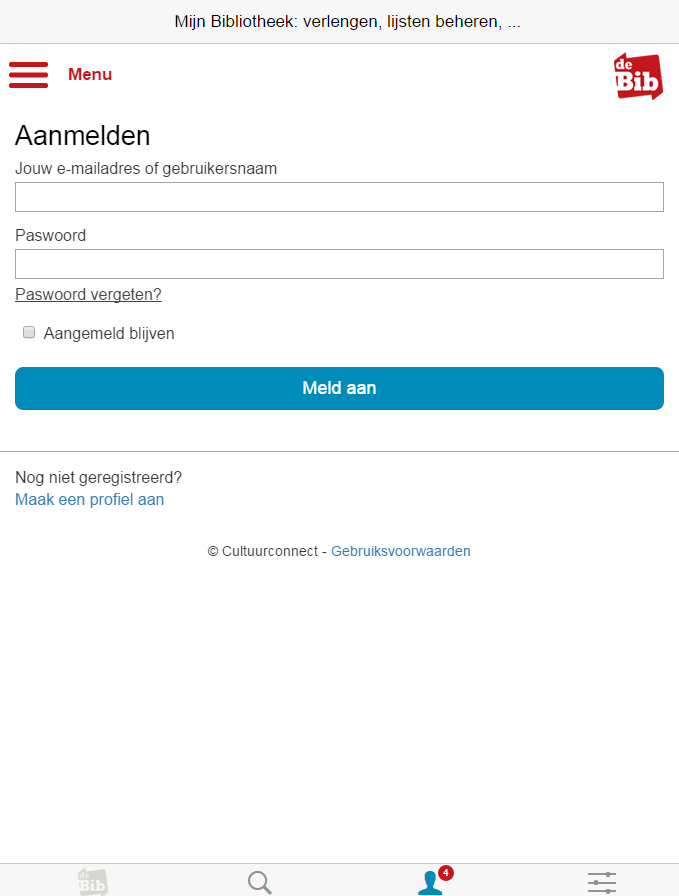 Mijn Bibliotheek: verlengen, lijsten beheren, ...
Menu
de
Bib
Aanmelden
Jouw e-mailadres of gebruikersnaam
Paswoord
Paswoord vergeten?
Aangemeld blijven
Meld aan
Nog niet geregistreerd?
Maak een profiel aan
© Cultuurconnect - Gebruiksvoorwaarden
de
Bib
4